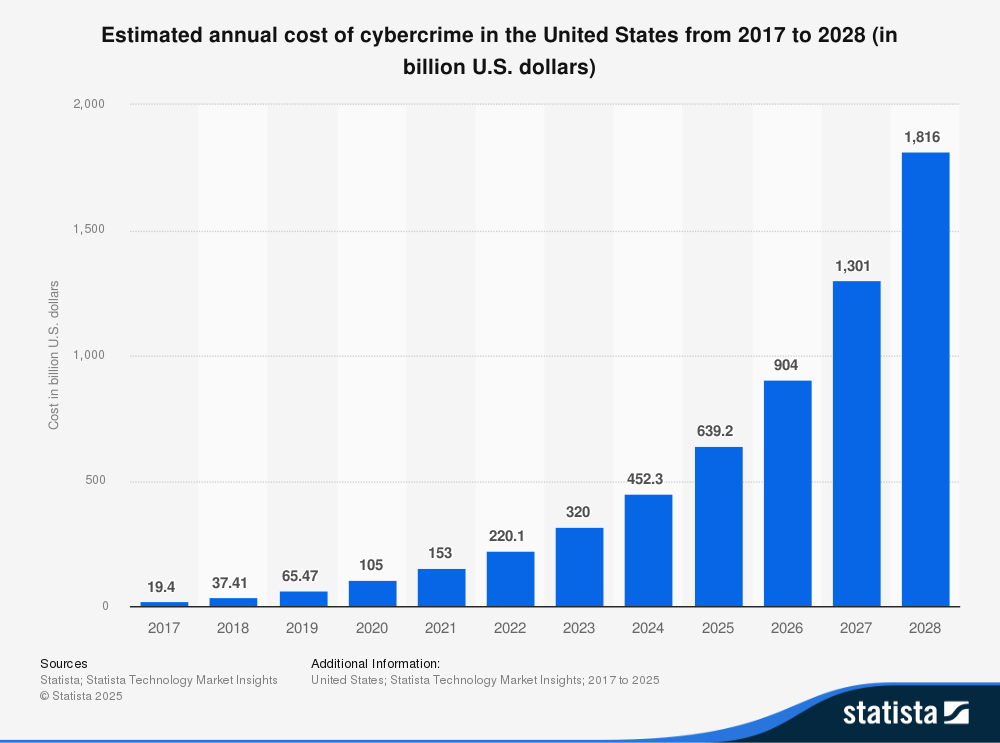 Estimated annual cost of cybercrime in the United States from 2017 to 2028 (in
billion U.S. dollars)
Cost in billion U.S. dollars
2,000
1,500
1,000
500
0
19.4
37.41
65.47
105
153
220.1
320
452.3
639.2
904
1,301
1,816
2017 2018 2019 2020 2021 2022 2023 2024 2025 2026 2027 2028
Sources
Statista; Statista Technology Market Insights
© Statista 2025
Additional Information:
United States; Statista Technology Market Insights; 2017 to 2025
statista